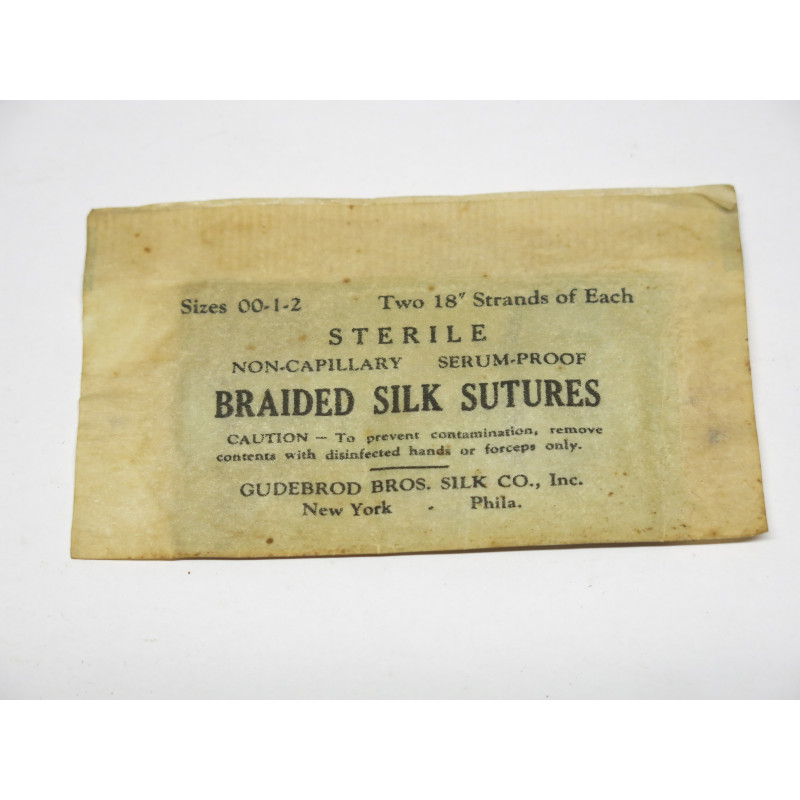 Sizes 00-1-2 Two 18" Strands of Each
STERILE
NON-CAPILLARY SERUM-PROOF
BRAIDED SILK SUTURES
CAUTION – To prevent contamination, remove
contents with disinfected hands or forceps only.
GUDEBROD BROS. SILK CO., Inc.
New York - Phila.